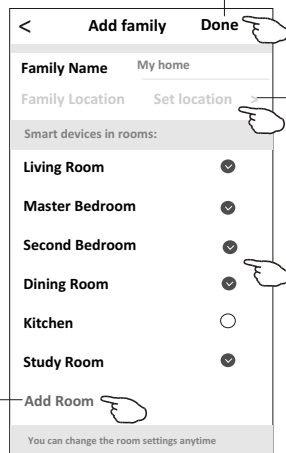 < Add family Done
Family Name My home
Family Location Set location >
Smart devices in rooms:
Living Room
Master Bedroom
Second Bedroom
Dining Room
Kitchen
Study Room
Add Room
You can change the room settings anytime